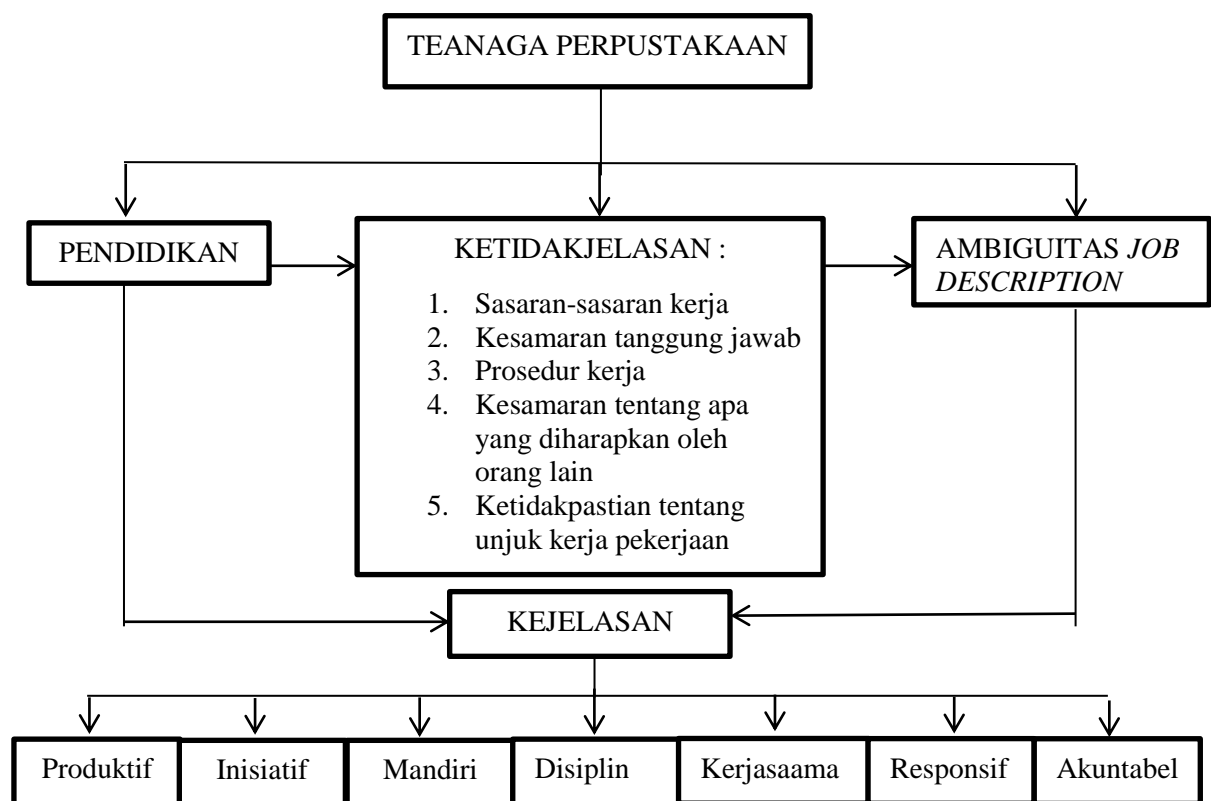 TEANAGA PERPUSTAKAAN
PENDIDIKAN
KETIDAKJELASAN :
1. Sasaran-sasaran kerja
2. Kesamaran tanggung jawab
3. Prosedur kerja
4. Kesamaran tentang apa
yang diharapkan oleh
orang lain
5. Ketidakpastian tentang
unjuk kerja pekerjaan
AMBIGUITAS JOB
DESCRIPTION
KEJELASAN
Produktif
Inisiatif
Mandiri
Disiplin
Kerjasaama
Responsif
Akuntabel